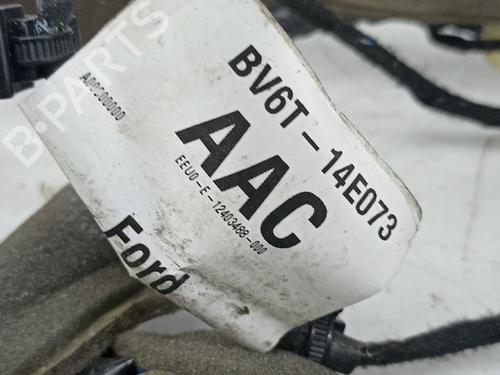 B-PARTS
A00000000
BV6T-14E073
AAC
EEU0-E-12403488-000
Ford